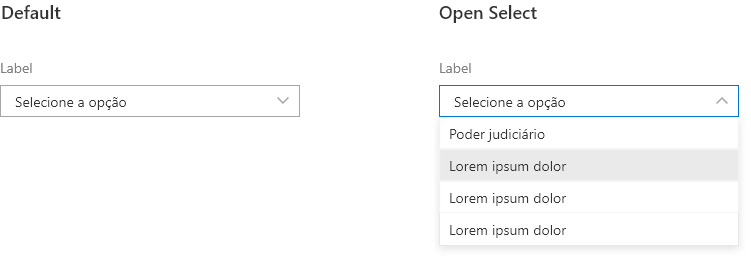 Default
Label
Selecione a opção
Open Select
Label
Selecione a opção
Poder judiciário
Lorem ipsum dolor
Lorem ipsum dolor
Lorem ipsum dolor